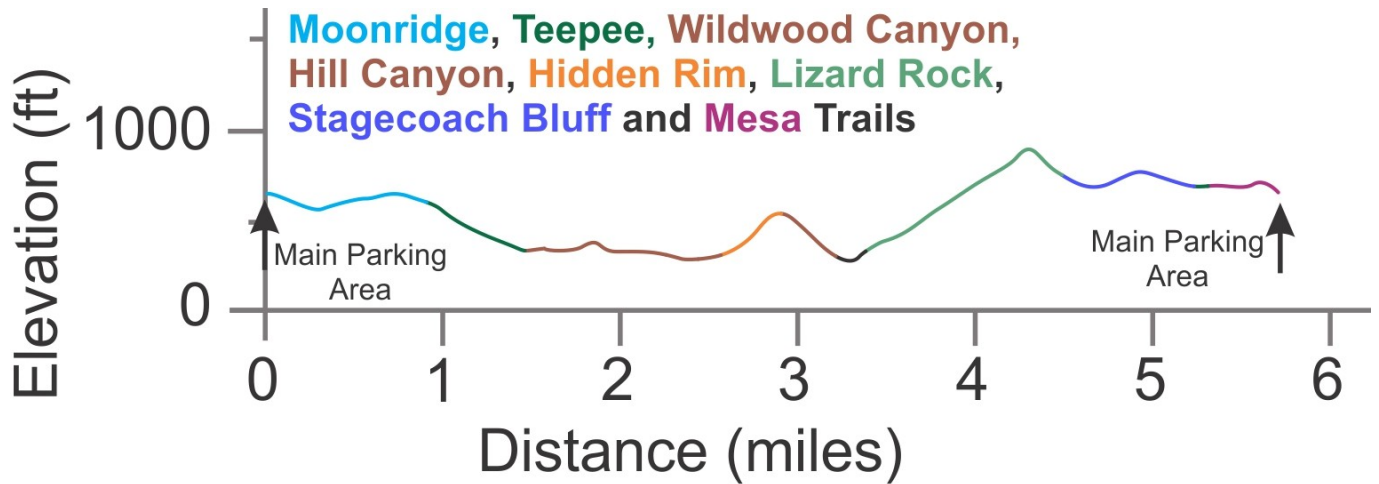 Moonridge, Teepee, Wildwood Canyon,
Hill Canyon, Hidden Rim, Lizard Rock,
Stagecoach Bluff and Mesa Trails
Elevation (ft)
1000
0
Main Parking
Area
Main Parking
Area
0 1 2 3 4 5 6
Distance (miles)